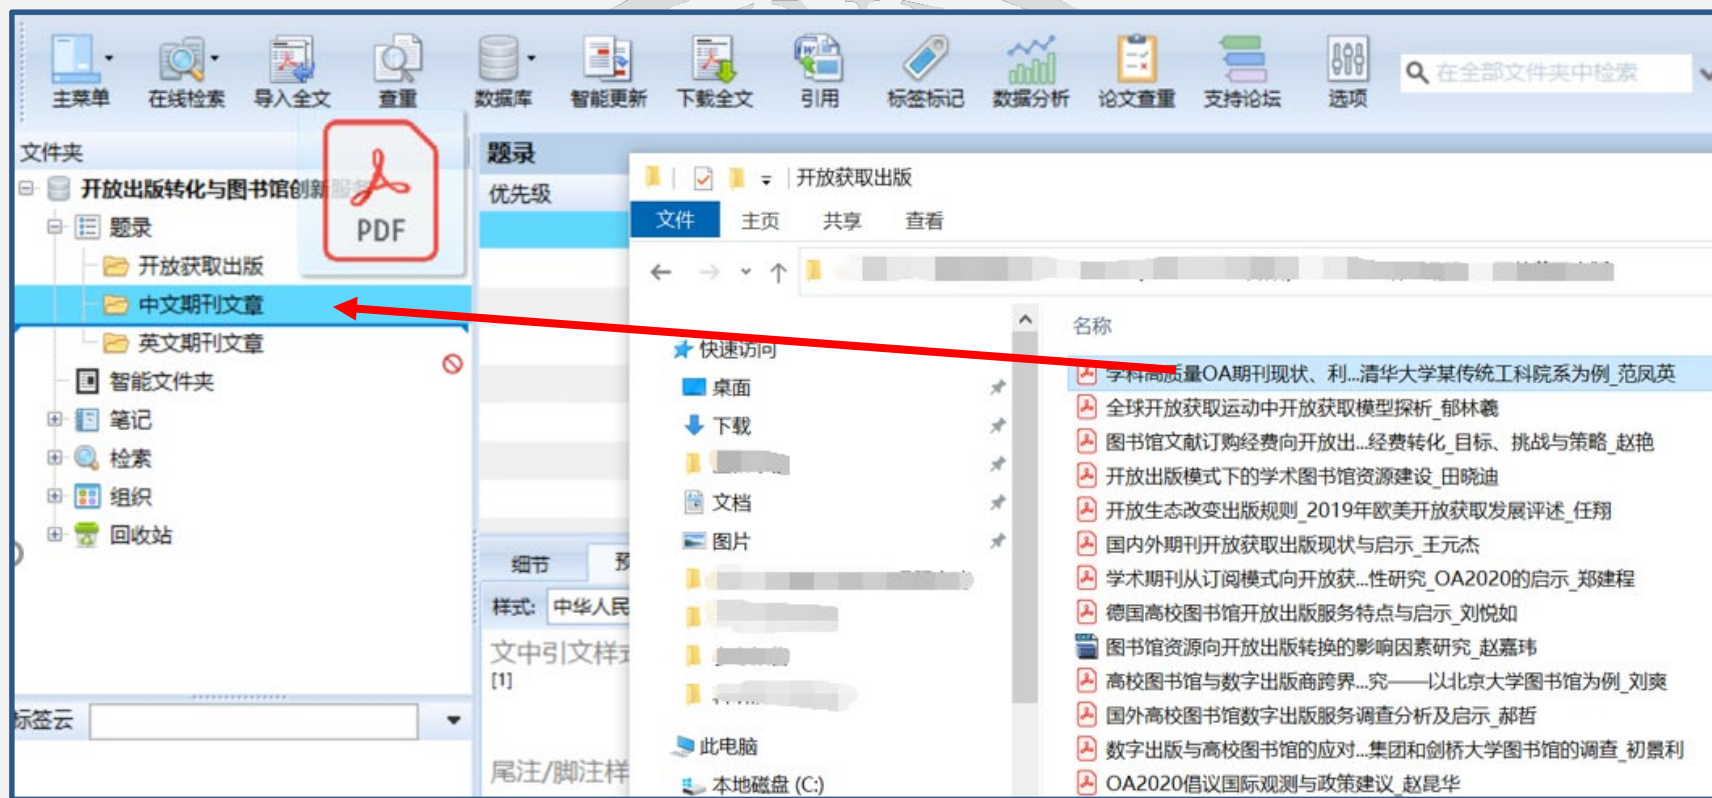 主菜单 在线检索 导入全文 查重 数据库 智能更新 下载全文 引用 标签标记 数据分析 论文查重 支持论坛 选项 在全部文件夹中检索
文件夹
开放出版转化与图书馆创新
PDF
题录
开放获取出版
中文期刊文章
英文期刊文章
智能文件夹
笔记
检索
组织
回收站
标签云
题录
优先级
细节
样式: 中华人民
文中引文样式
[1]
尾注/脚注样
开放获取出版
文件 主页 共享 查看
快速访问
桌面
下载
文档
图片
此电脑
本地磁盘 (C:)
名称
学科高质量OA期刊现状、利...清华大学某传统工科院系为例_范凤英
全球开放获取运动中开放获取模型探析_郁林羲
图书馆文献订购经费向开放出...经费转化_目标、挑战与策略_赵艳
开放出版模式下的学术图书馆资源建设_田晓迪
开放生态改变出版规则_2019年欧美开放获取发展评述_任翔
国内外期刊开放获取出版现状与启示_王元杰
学术期刊从订阅模式向开放获...性研究_OA2020的启示_郑建程
德国高校图书馆开放出版服务特点与启示_刘悦如
图书馆资源向开放出版转换的影响因素研究_赵嘉玮
高校图书馆与数字出版商跨界...究——以北京大学图书馆为例_刘爽
国外高校图书馆数字出版服务调查分析及启示_郝哲
数字出版与高校图书馆的应对...集团和剑桥大学图书馆的调查_初景利
OA2020倡议国际观测与政策建议_赵昆华